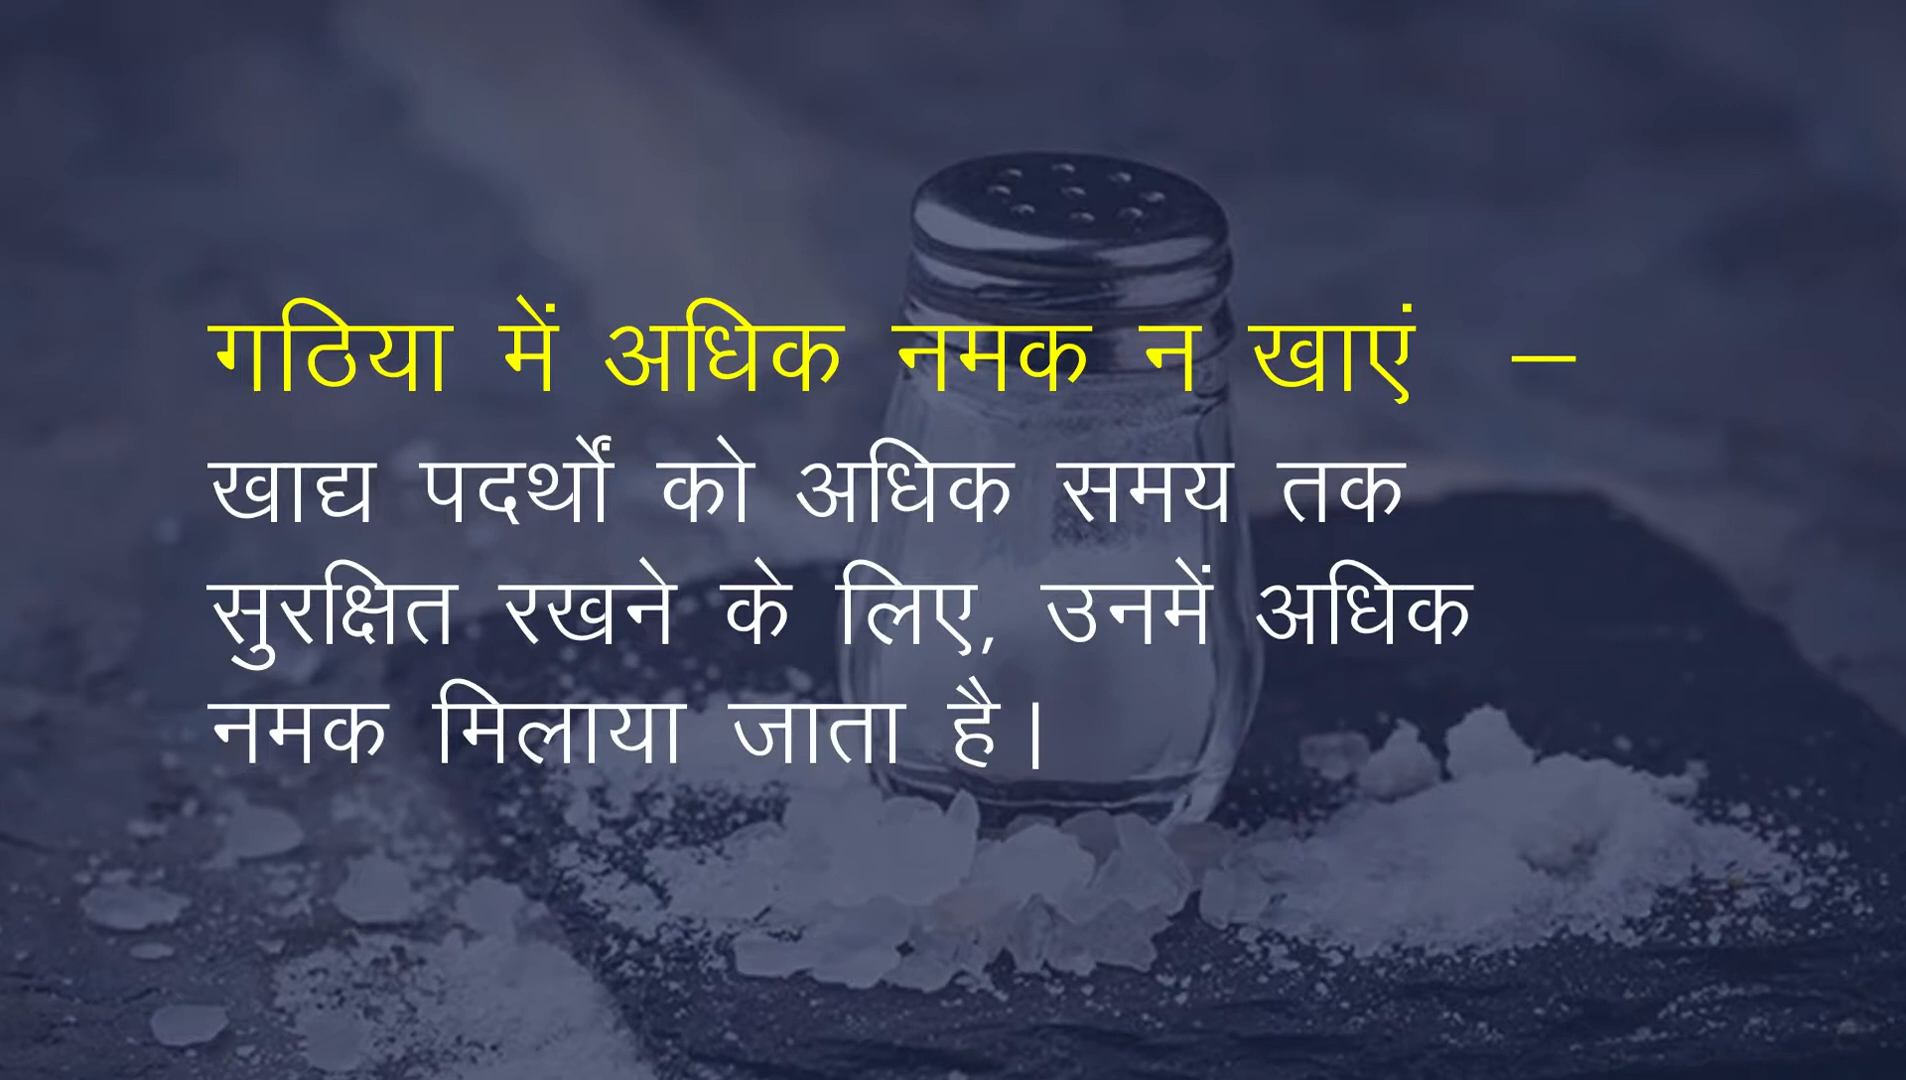 गठिया में अधिक नमक न खाएं –
खाद्य पदर्थों को अधिक समय तक
सुरक्षित रखने के लिए, उनमें अधिक
नमक मिलाया जाता है।